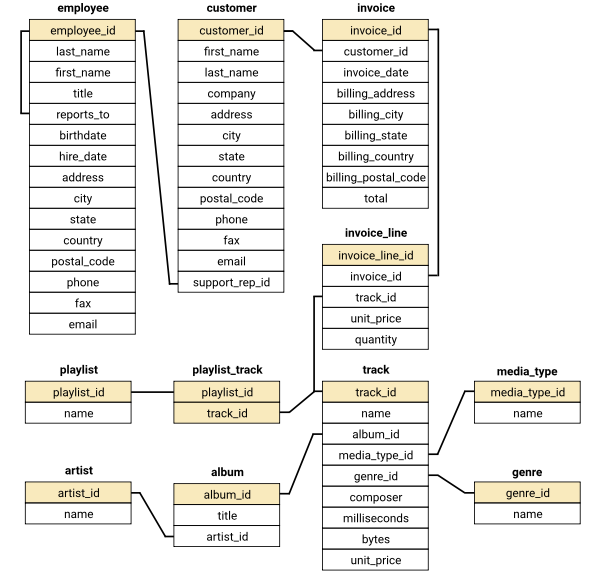 employee
employee_id
last_name
first_name
title
reports_to
birthdate
hire_date
address
city
state
country
postal_code
phone
fax
email
customer
customer_id
first_name
last_name
company
address
city
state
country
postal_code
phone
fax
email
support_rep_id
invoice
invoice_id
customer_id
invoice_date
billing_address
billing_city
billing_state
billing_country
billing_postal_code
total
invoice_line
invoice_line_id
invoice_id
track_id
unit_price
quantity
playlist
playlist_id
name
playlist_track
playlist_id
track_id
track
track_id
name
album_id
media_type_id
genre_id
composer
milliseconds
bytes
unit_price
media_type
media_type_id
name
artist
artist_id
name
album
album_id
title
artist_id
genre
genre_id
name